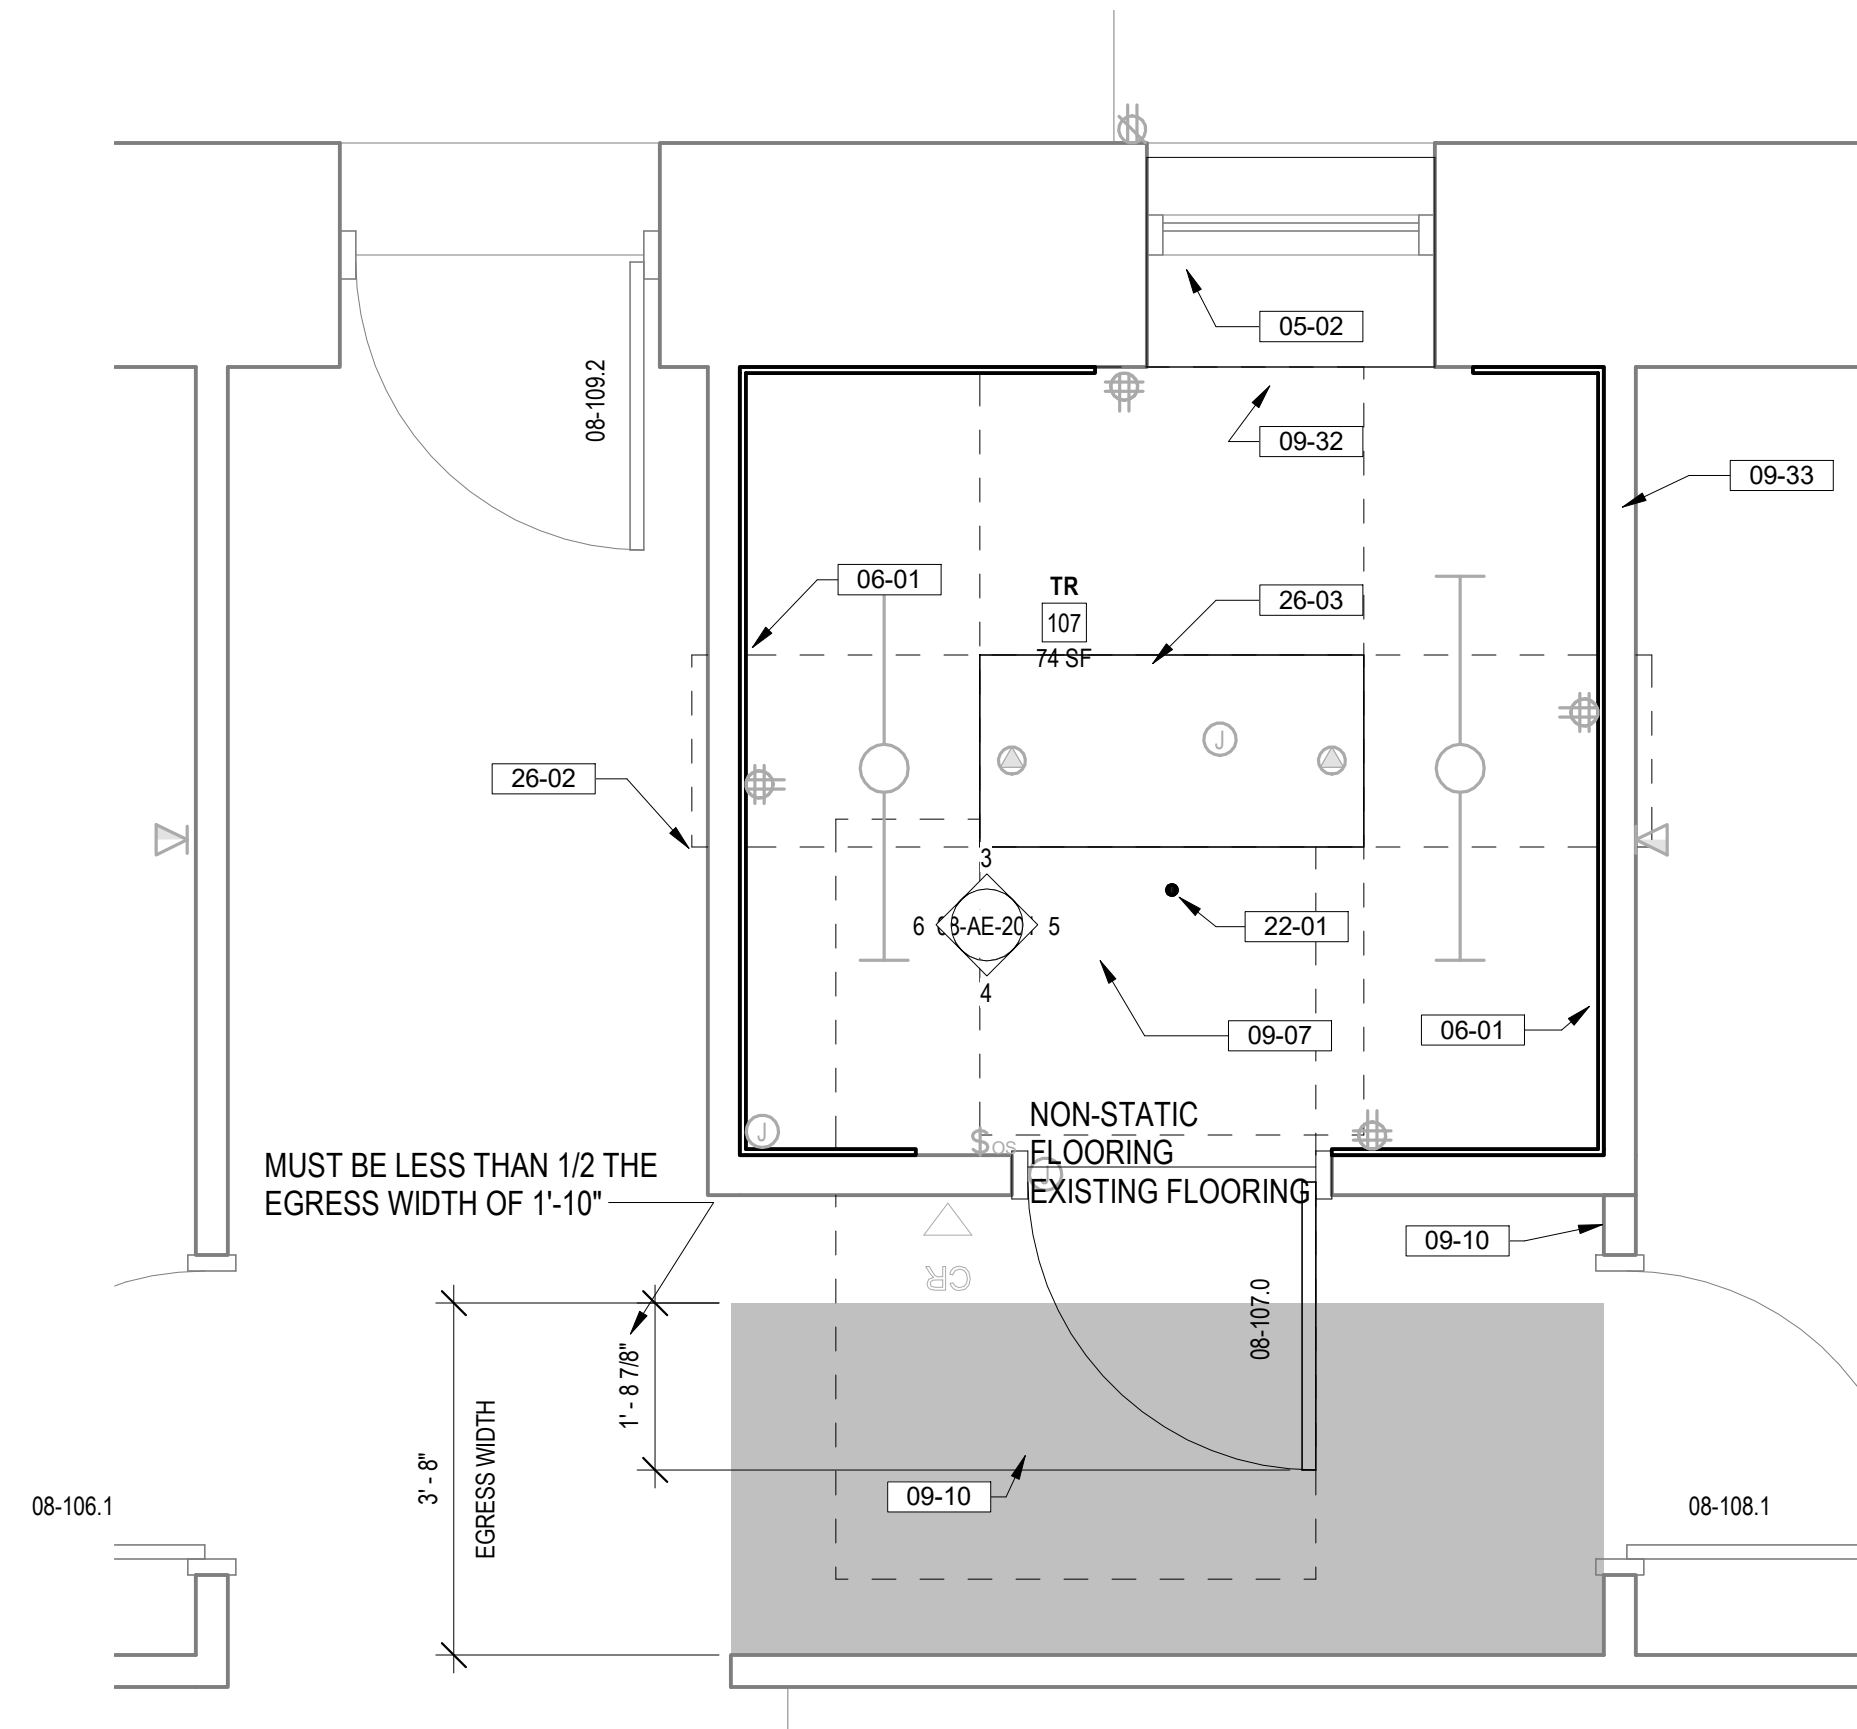 05-02
08-109.2
09-32
09-33
06-01
TR
107
74 SF
26-03
26-02
J
3
6
5
4
22-01
09-07
06-01
NON-STATIC
FLOORING
EXISTING FLOORING
J
$OS
J
MUST BE LESS THAN 1/2 THE
EGRESS WIDTH OF 1'-10"
09-10
CR
08-107.0
1' - 8 7/8"
3' - 8"
EGRESS WIDTH
09-10
08-106.1
08-108.1